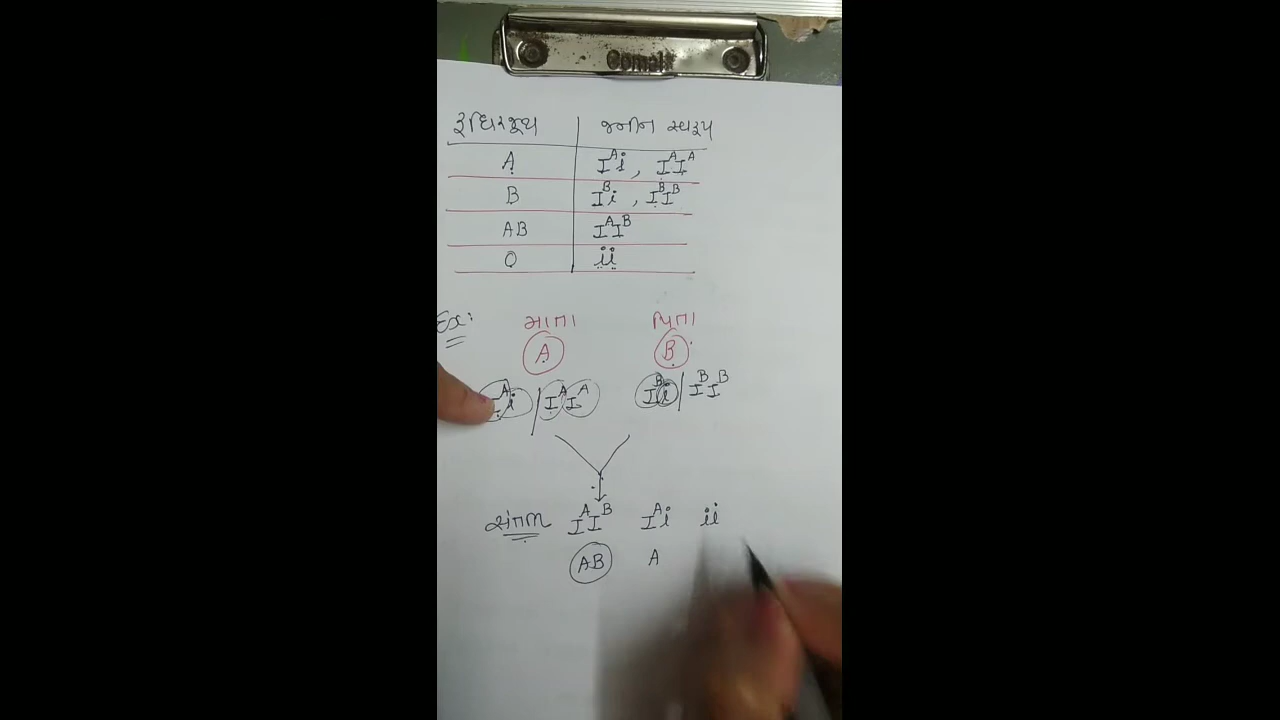 Omega
રૂધિરજૂથ જનીન સ્વરૂપ
A Iᴬi , IᴬIᴬ
B Iᴮi , IᴮIᴮ
AB IᴬIᴮ
O ii
Ex: માતા પિતા
A B
Iᴬi / IᴬIᴬ Iᴮi / IᴮIᴮ
સંતાન IᴬIᴮ Iᴬi ii
AB A